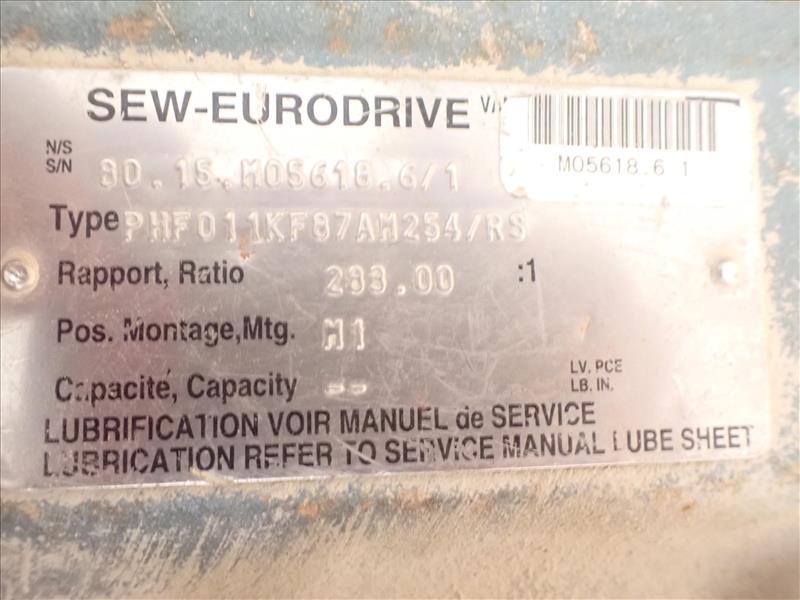 SEW-EURODRIVE
M05618.6 1
N/S
S/N 80.15.M05618.6/1
Type PHF011KF87AM254/RS
Rapport, Ratio 288.00 :1
Pos. Montage,Mtg. M1
Capacité, Capacity -- LV. PCE
LB. IN.
LUBRIFICATION VOIR MANUEL de SERVICE
LUBRICATION REFER TO SERVICE MANUAL LUBE SHEET